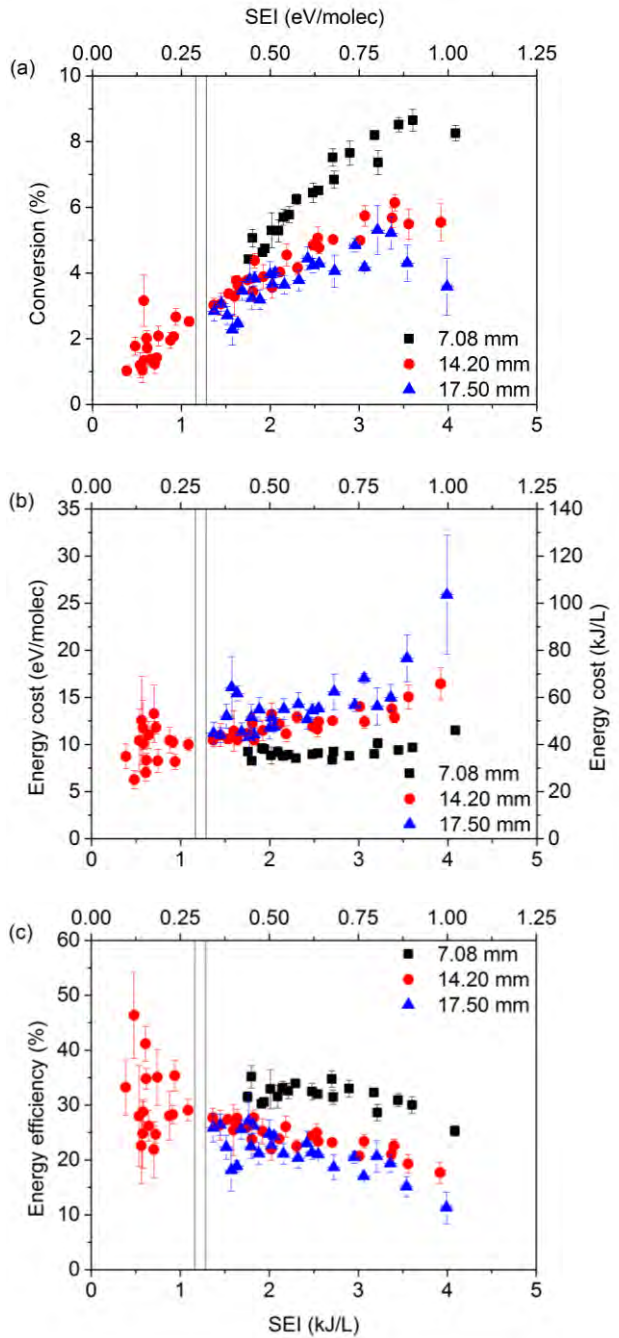 SEI (eV/molec)
0.00 0.25 0.50 0.75 1.00 1.25
(a)
10
8
6
4
2
0
Conversion (%)
7.08 mm
14.20 mm
17.50 mm
0 1 2 3 4 5
0.00 0.25 0.50 0.75 1.00 1.25
(b)
35
30
25
20
15
10
5
0
Energy cost (eV/molec)
140
120
100
80
60
40
20
0
Energy cost (kJ/L)
7.08 mm
14.20 mm
17.50 mm
0 1 2 3 4 5
0.00 0.25 0.50 0.75 1.00 1.25
(c)
60
50
40
30
20
10
0
Energy efficiency (%)
7.08 mm
14.20 mm
17.50 mm
0 1 2 3 4 5
SEI (kJ/L)